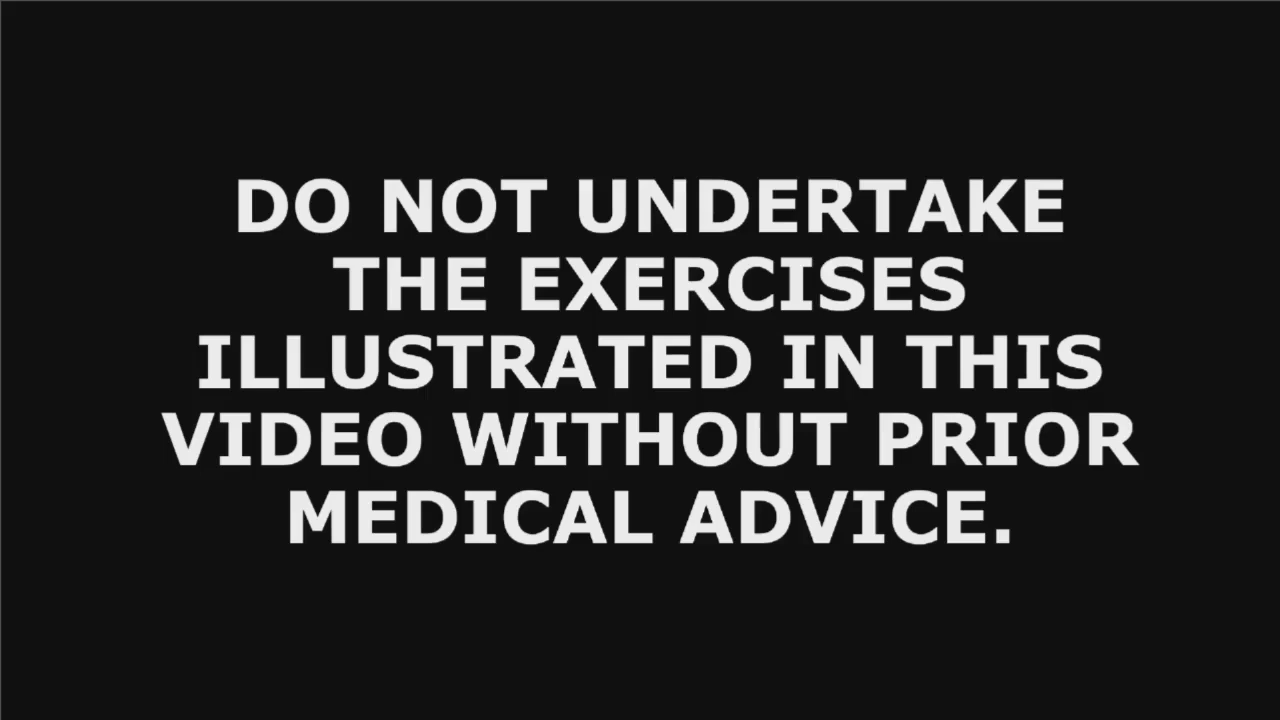 DO NOT UNDERTAKE
THE EXERCISES
ILLUSTRATED IN THIS
VIDEO WITHOUT PRIOR
MEDICAL ADVICE.